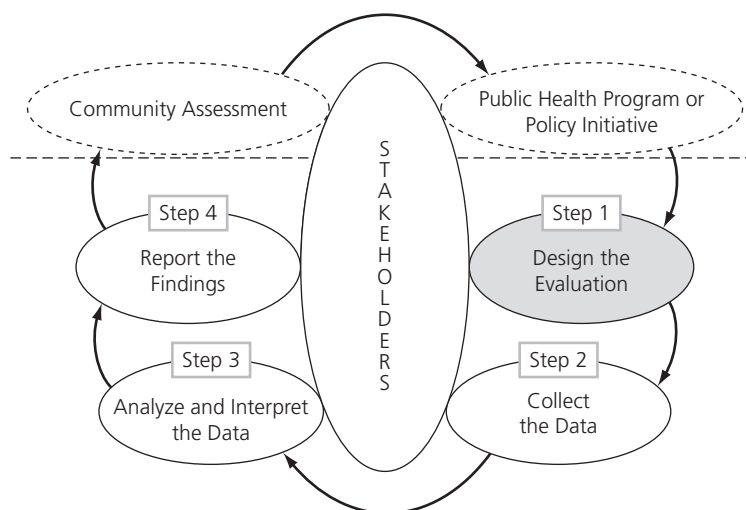 Community Assessment
Public Health Program or
Policy Initiative
STAKEHOLDERS
Step 1
Design the
Evaluation
Step 2
Collect
the Data
Step 3
Analyze and Interpret
the Data
Step 4
Report the
Findings